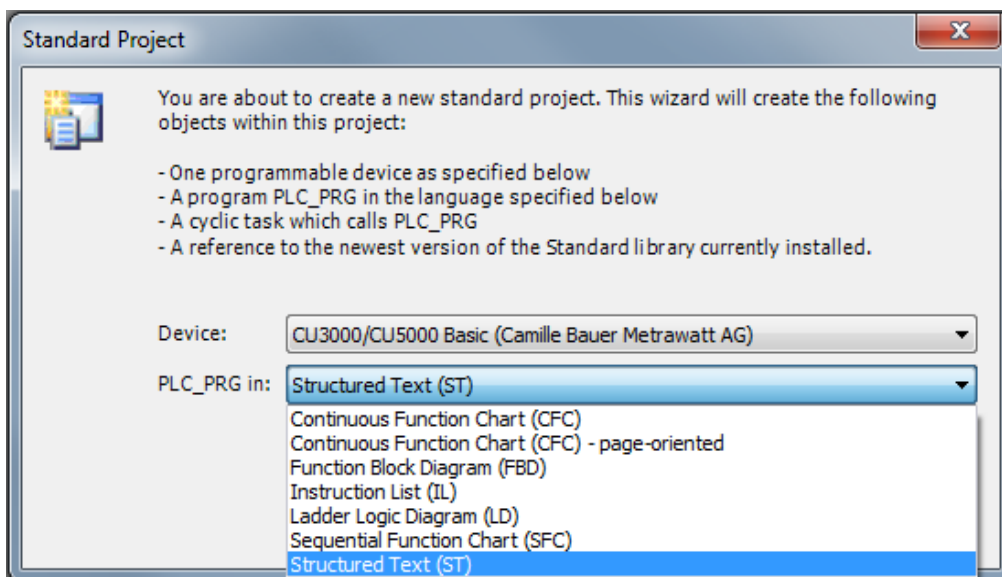 Standard Project
You are about to create a new standard project. This wizard will create the following
objects within this project:
- One programmable device as specified below
- A program PLC_PRG in the language specified below
- A cyclic task which calls PLC_PRG
- A reference to the newest version of the Standard library currently installed.
Device: CU3000/CU5000 Basic (Camille Bauer Metrawatt AG)
PLC_PRG in: Structured Text (ST)
Continuous Function Chart (CFC)
Continuous Function Chart (CFC) - page-oriented
Function Block Diagram (FBD)
Instruction List (IL)
Ladder Logic Diagram (LD)
Sequential Function Chart (SFC)
Structured Text (ST)